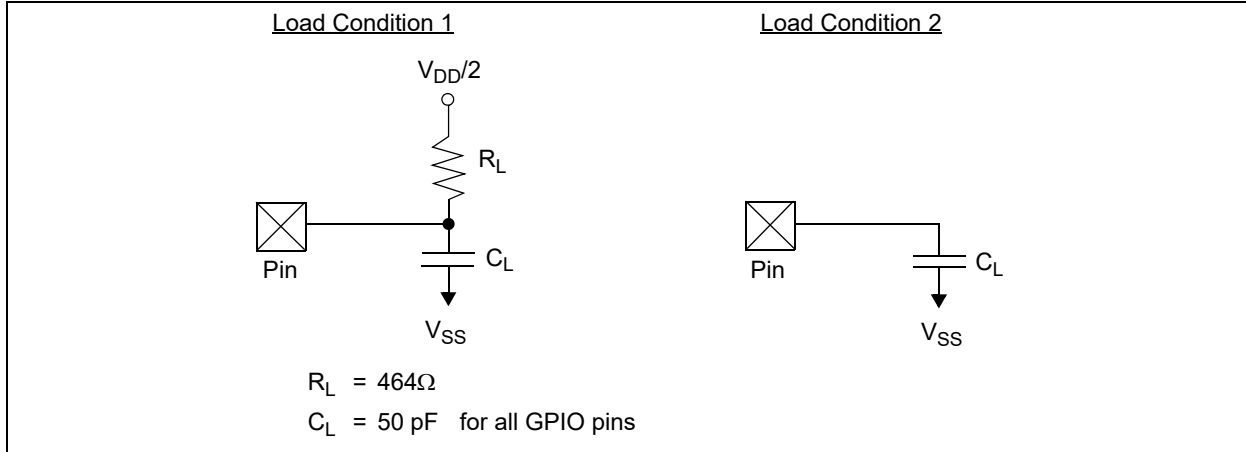 Load Condition 1
Load Condition 2
VDD/2
RL
Pin
CL
VSS
Pin
CL
VSS
RL = 464Ω
CL = 50 pF for all GPIO pins